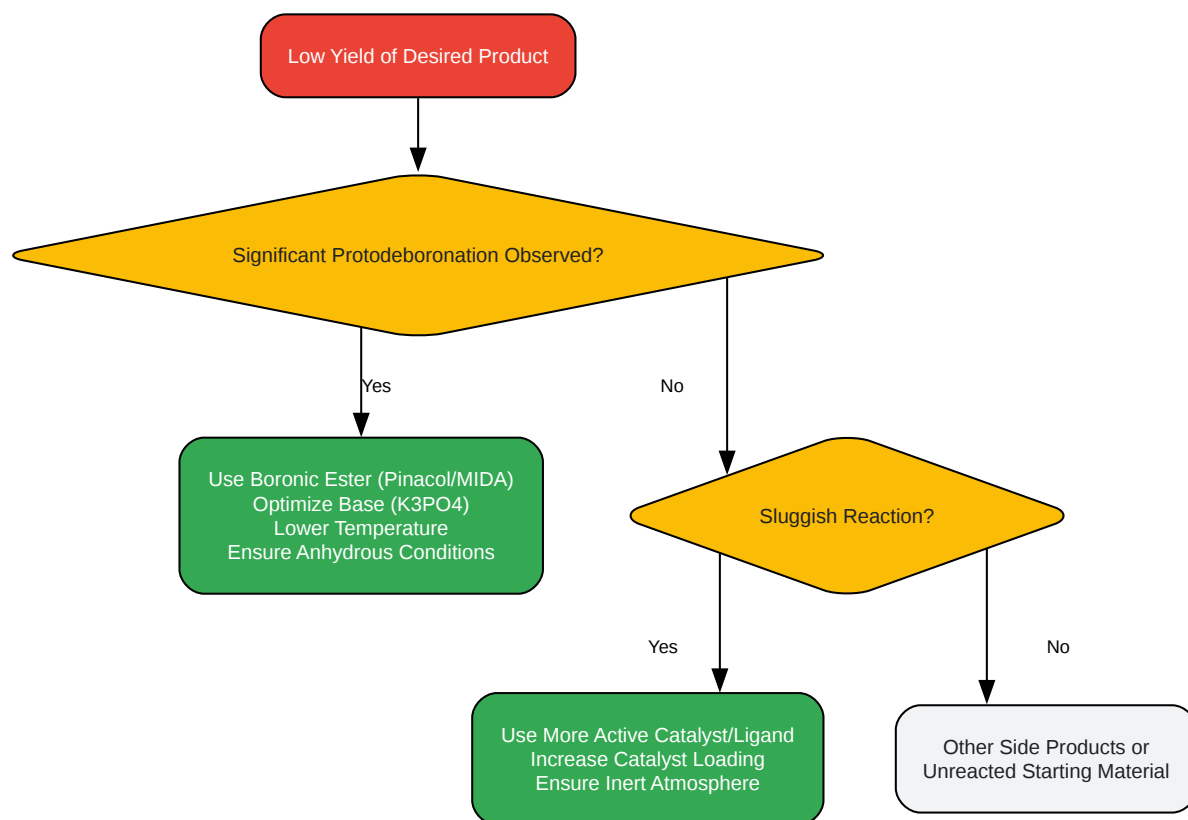 Low Yield of Desired Product
Significant Protodeboronation Observed?
Yes
No
Use Boronic Ester (Pinacol/MIDA)
Optimize Base (K3PO4)
Lower Temperature
Ensure Anhydrous Conditions
Sluggish Reaction?
Yes
No
Use More Active Catalyst/Ligand
Increase Catalyst Loading
Ensure Inert Atmosphere
Other Side Products or
Unreacted Starting Material